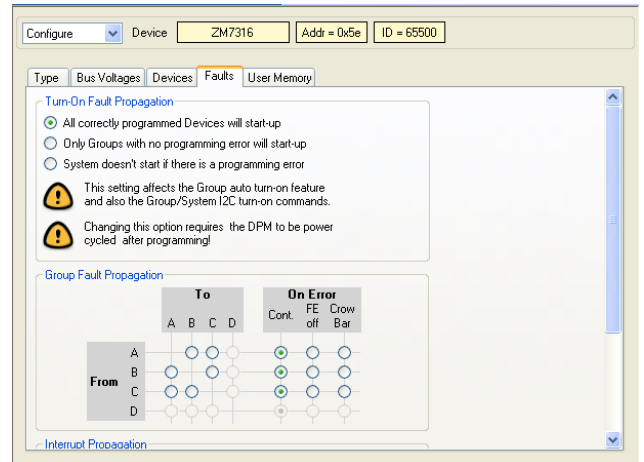 Configure Device ZM7316 Addr = 0x5e ID = 65500
Type Bus Voltages Devices Faults User Memory
Turn-On Fault Propagation
All correctly programmed Devices will start-up
Only Groups with no programming error will start-up
System doesn't start if there is a programming error
This setting affects the Group auto turn-on feature
and also the Group/System I2C turn-on commands.
Changing this option requires the DPM to be power
cycled after programming!
Group Fault Propagation
To On Error
A B C D Cont. FE off Crow Bar
From
A
B
C
D
Interrupt Propagation